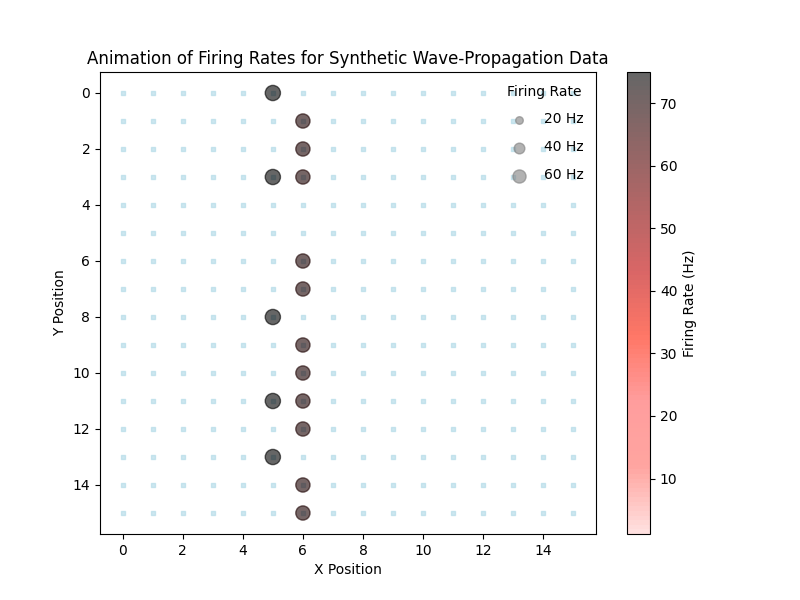 Animation of Firing Rates for Synthetic Wave-Propagation Data
Firing Rate
20 Hz
40 Hz
60 Hz
0
2
4
6
8
10
12
14
Y Position
0
2
4
6
8
10
12
14
X Position
70
60
50
40
30
20
10
Firing Rate (Hz)